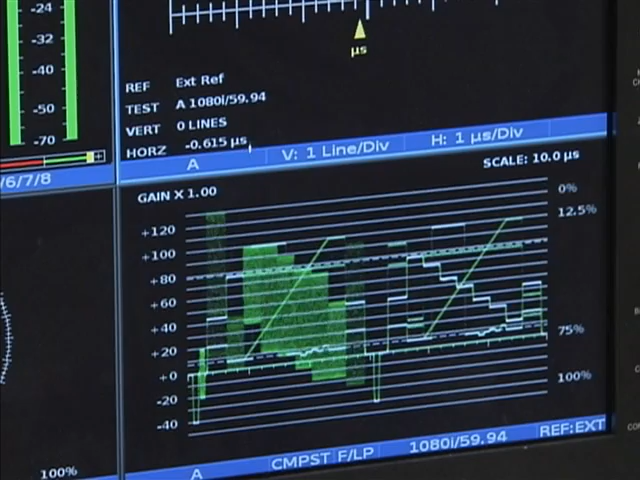 -24
-32
-40
-50
-70
/6/7/8
µs
REF Ext Ref
TEST A 1080i/59.94
VERT 0 LINES
HORZ -0.615 µs
A V: 1 Line/Div H: 1 µs/Div
GAIN X 1.00
SCALE: 10.0 µs
+120
+100
+80
+60
+40
+20
+0
-20
-40
0%
12.5%
75%
100%
100%
A CMPST F/LP 1080i/59.94 REF:EXT